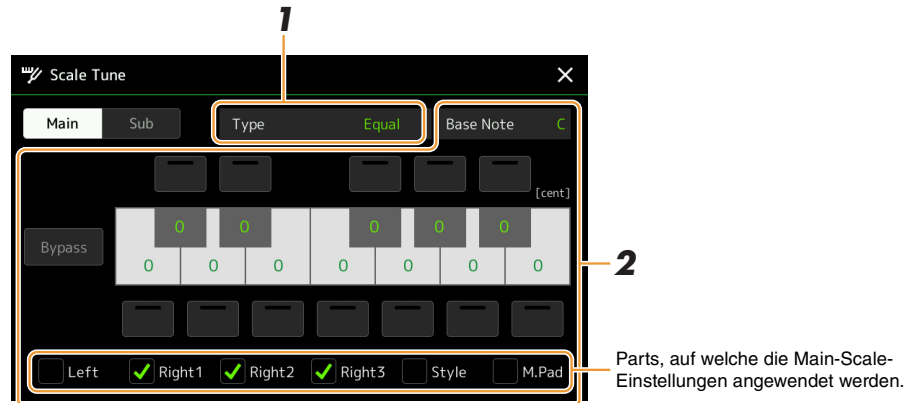 1
Scale Tune
Main Sub Type Equal Base Note C
[cent]
0 0 0 0 0
Bypass
0 0 0 0 0 0 0
2
Left Right1 Right2 Right3 Style M.Pad
Parts, auf welche die Main-Scale-
Einstellungen angewendet werden.